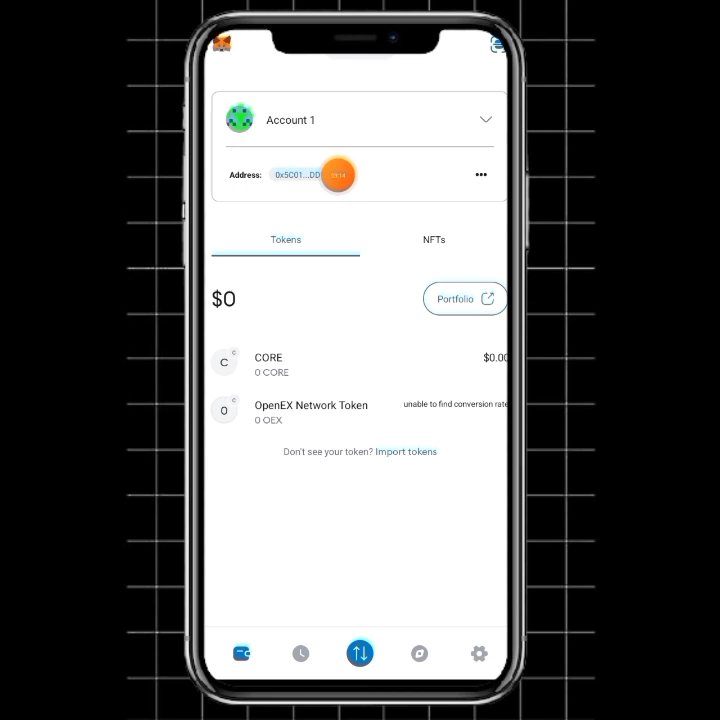 Account 1
Address: 0x5C01...DD
Tokens NFTs
$0 Portfolio
C C CORE $0.00
0 CORE
0 C OpenEX Network Token unable to find conversion rate
0 OEX
Don't see your token? Import tokens